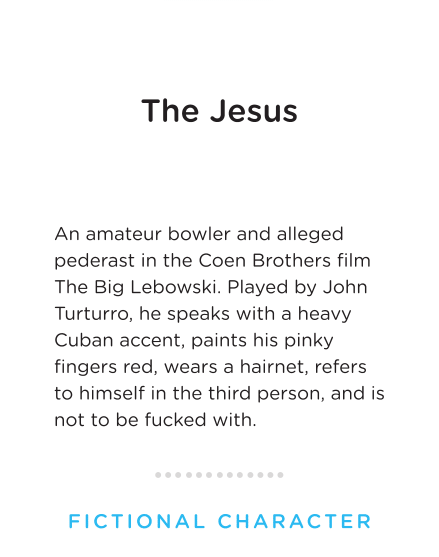 The Jesus
An amateur bowler and alleged
pederast in the Coen Brothers film
The Big Lebowski. Played by John
Turturro, he speaks with a heavy
Cuban accent, paints his pinky
fingers red, wears a hairnet, refers
to himself in the third person, and is
not to be fucked with.
FICTIONAL CHARACTER